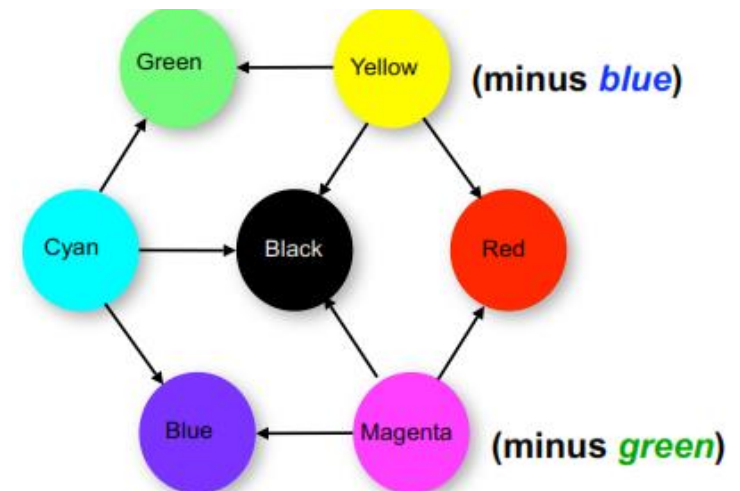 Green
Yellow
(minus blue)
Cyan
Black
Red
Blue
Magenta
(minus green)